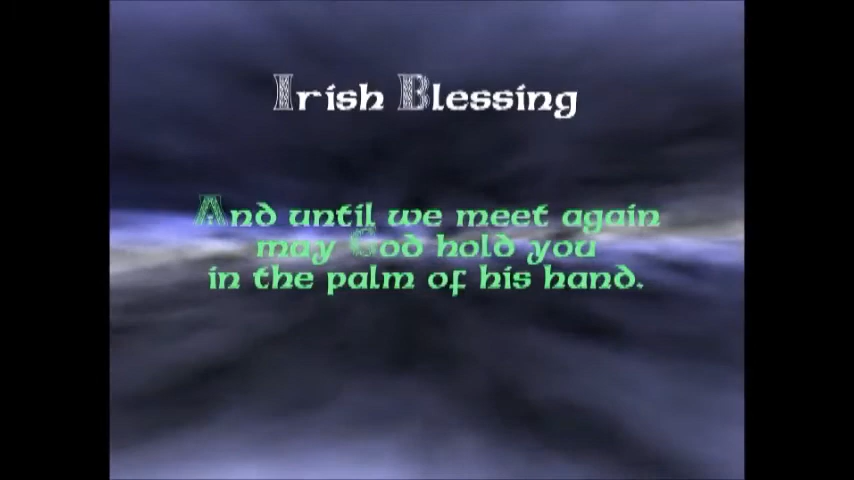 Irish Blessing
And until we meet again
may God hold you
in the palm of his hand.